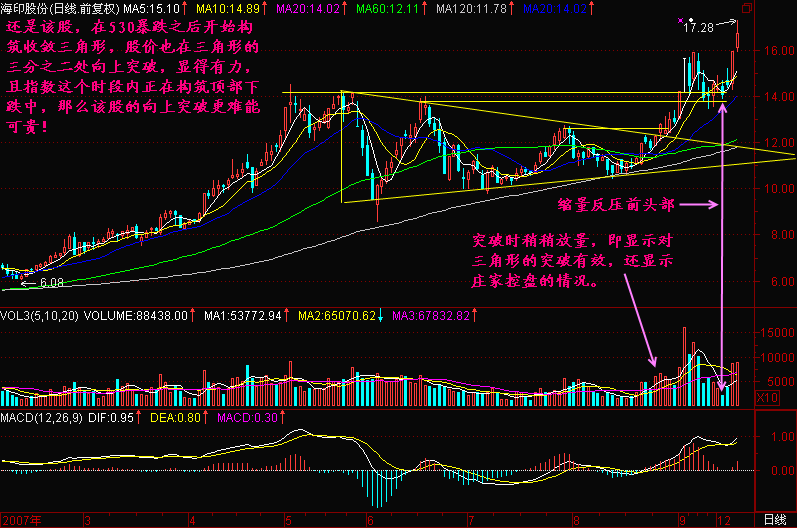 海印股份(日线.前复权) MA5:15.10↑ MA10:14.89↑ MA20:14.02↑ MA60:12.11↑ MA120:11.78↑ MA20:14.02↑
还是该股，在530暴跌之后开始构
筑收敛三角形，股价也在三角形的
三分之二处向上突破，显得有力，
且指数这个时段内正在构筑顶部下
跌中，那么该股的向上突破更难能
可贵！
17.28
16.00
14.00
12.00
10.00
8.00
6.00
缩量反压前头部
突破时稍稍放量，即显示对
三角形的突破有效，还显示
庄家控盘的情况。
6.08
VOL3(5,10,20) VOLUME:88438.00↑ MA1:53772.94↑ MA2:65070.62↓ MA3:67832.82↑
15000
10000
5000
X10
MACD(12,26,9) DIF:0.95↑ DEA:0.80↑ MACD:0.30↑
1.00
0.00
2007年 3 4 5 6 7 8 9 12 日线